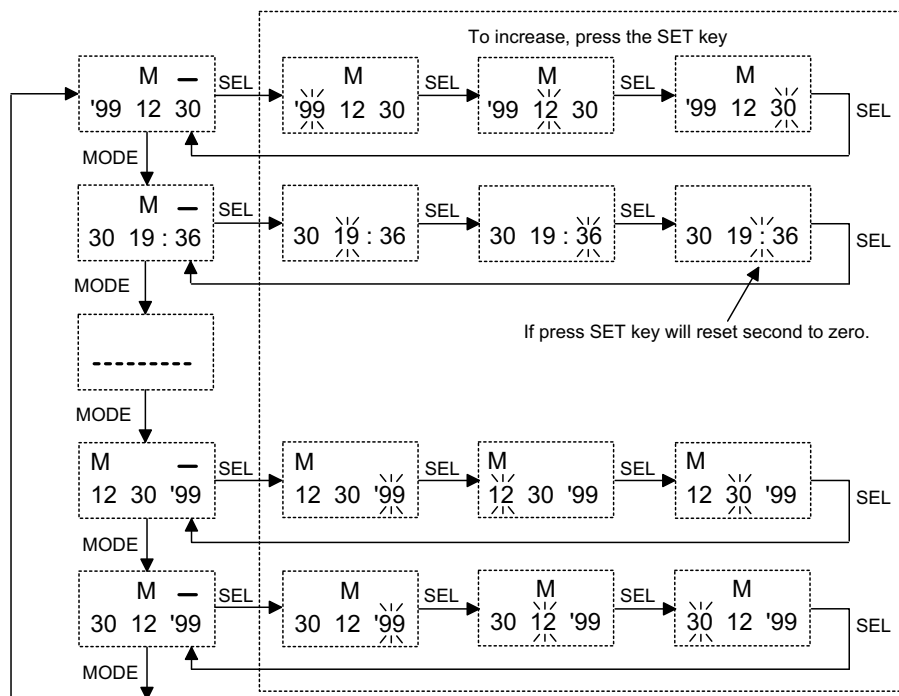 To increase, press the SET key
M –
'99 12 30
SEL
M
'99 12 30
SEL
M
'99 12 30
SEL
M
'99 12 30
SEL
MODE
M –
30 19 : 36
SEL
30 19 : 36
SEL
30 19 : 36
SEL
30 19 : 36
SEL
MODE
If press SET key will reset second to zero.
---------
MODE
M –
12 30 '99
SEL
M
12 30 '99
SEL
M
12 30 '99
SEL
M
12 30 '99
SEL
MODE
M –
30 12 '99
SEL
M
30 12 '99
SEL
M
30 12 '99
SEL
M
30 12 '99
SEL
MODE